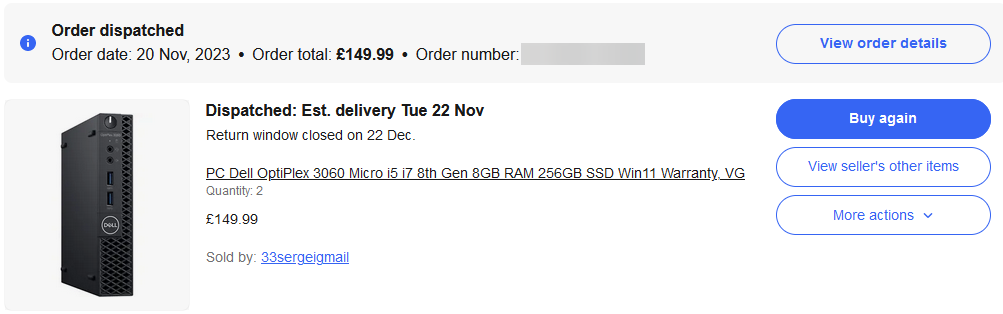 Order dispatched
Order date: 20 Nov, 2023 • Order total: £149.99 • Order number:
View order details
Dispatched: Est. delivery Tue 22 Nov
Return window closed on 22 Dec.
PC Dell OptiPlex 3060 Micro i5 i7 8th Gen 8GB RAM 256GB SSD Win11 Warranty, VG
Quantity: 2
£149.99
Sold by: 33sergeigmail
Buy again
View seller's other items
More actions
DELL